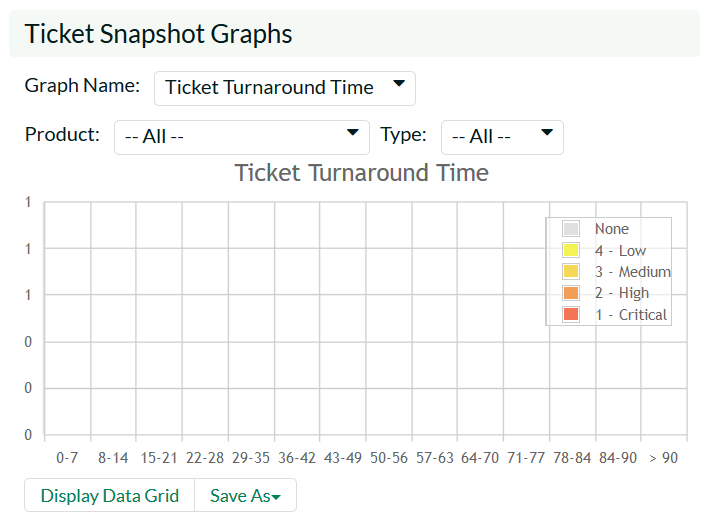 Ticket Snapshot Graphs
Graph Name: Ticket Turnaround Time
Product: -- All -- Type: -- All --
Ticket Turnaround Time
1
1
1
0
0
0
None
4 - Low
3 - Medium
2 - High
1 - Critical
0-7 8-14 15-21 22-28 29-35 36-42 43-49 50-56 57-63 64-70 71-77 78-84 84-90 > 90
Display Data Grid Save As